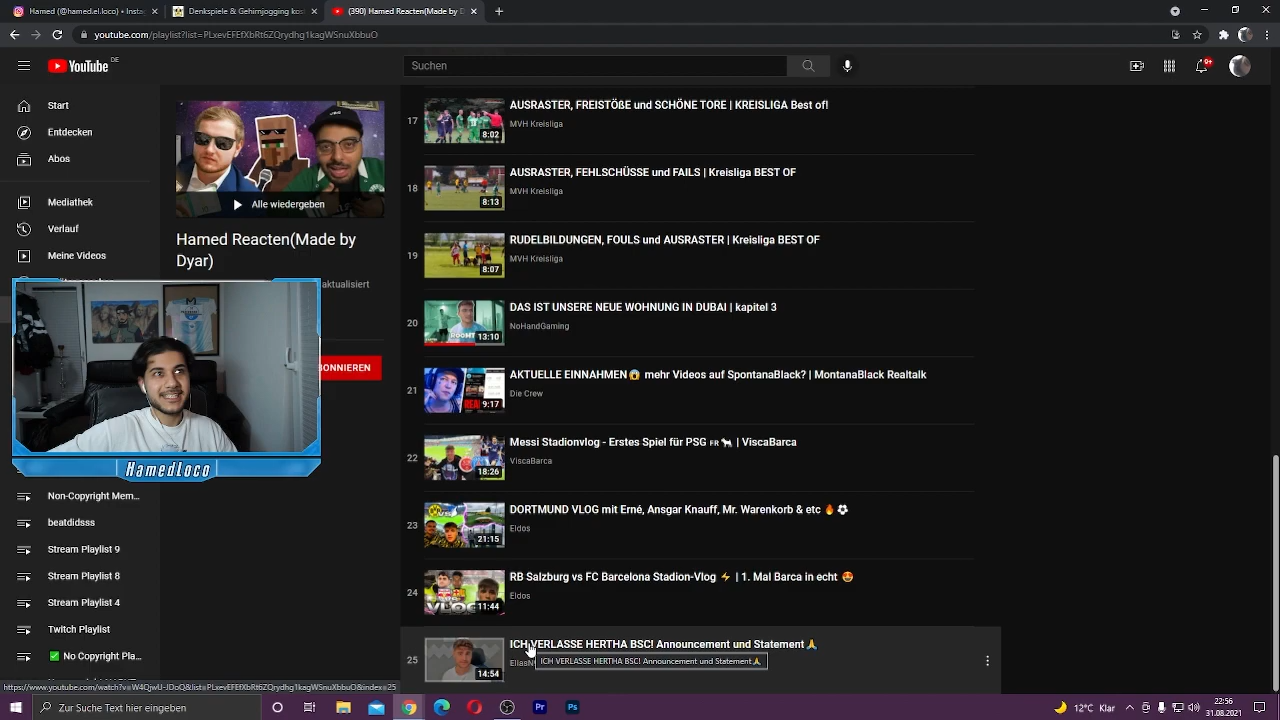 Hamed (@hamed.loco) • Insta
Denkspiele & Gehirnjogging kos
(390) Hamed Reacten(Made by D
youtube.com/playlist?list=PLxevEFEfXbRt6ZQrydhg1kagWSnuXbbuO
YouTube DE
Suchen
9+
Start
Entdecken
Abos
Mediathek
Verlauf
Meine Videos
Alle wiedergeben
Hamed Reacten(Made by
Dyar)
aktualisiert
BONNIEREN
HamedLoco
Non-Copyright Mem...
beatdidsss
Stream Playlist 9
Stream Playlist 8
Stream Playlist 4
Twitch Playlist
✅ No Copyright Pla...
17
8:02
AUSRASTER, FREISTÖßE und SCHÖNE TORE | KREISLIGA Best of!
MVH Kreisliga
18
8:13
AUSRASTER, FEHLSCHÜSSE und FAILS | Kreisliga BEST OF
MVH Kreisliga
19
8:07
RUDELBILDUNGEN, FOULS und AUSRASTER | Kreisliga BEST OF
MVH Kreisliga
20
13:10
DAS IST UNSERE NEUE WOHNUNG IN DUBAI | kapitel 3
NoHandGaming
21
9:17
AKTUELLE EINNAHMEN😱 mehr Videos auf SpontanaBlack? | MontanaBlack Realtalk
Die Crew
22
18:26
Messi Stadionvlog - Erstes Spiel für PSG 🇫🇷 🐐 | ViscaBarca
ViscaBarca
23
21:15
DORTMUND VLOG mit Erné, Ansgar Knauff, Mr. Warenkorb & etc 🔥 ⚽
Eldos
24
VLOG
11:44
RB Salzburg vs FC Barcelona Stadion-Vlog ⚡ | 1. Mal Barca in echt 🤩
Eldos
25
14:54
ICH VERLASSE HERTHA BSC! Announcement und Statement 🙏
ICH VERLASSE HERTHA BSC! Announcement und Statement 🙏
Zur Suche Text hier eingeben
12°C Klar
22:56
31.08.2021